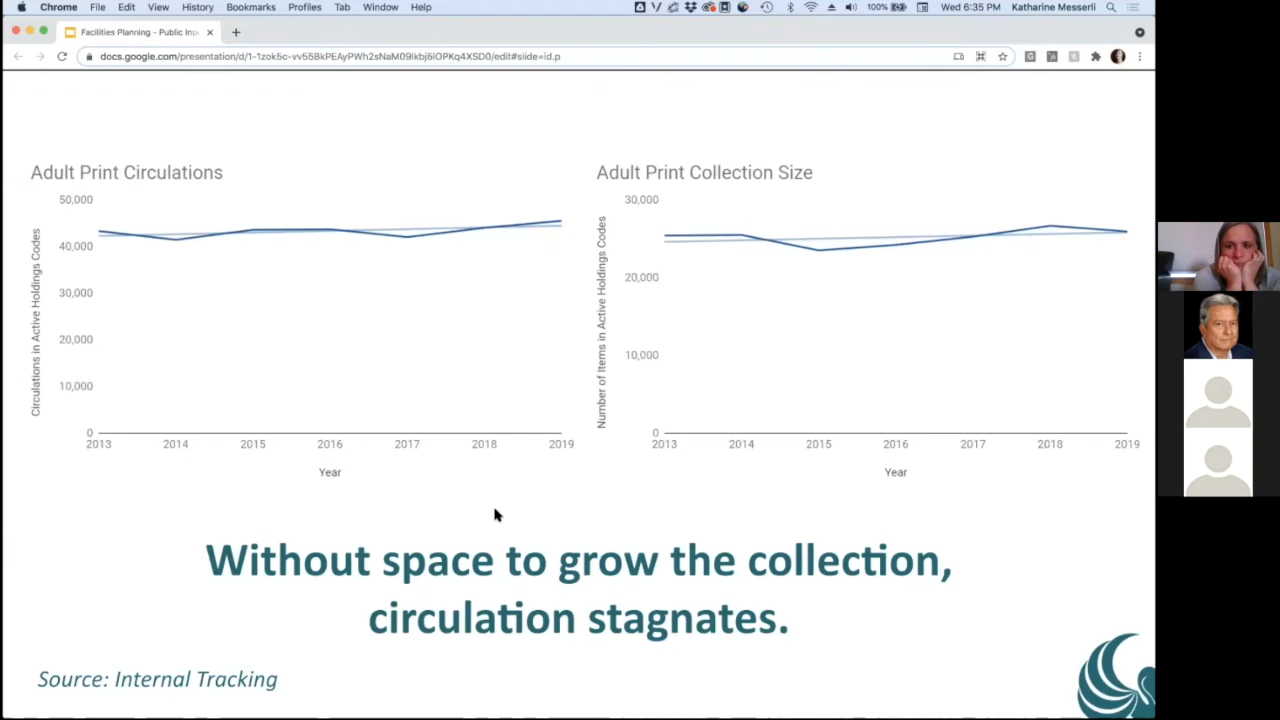 Chrome File Edit View History Bookmarks Profiles Tab Window Help 100% Wed 6:35 PM Katharine Messerli
Facilities Planning - Public Inp
Adult Print Circulations
50,000
40,000
30,000
20,000
10,000
0
Circulations in Active Holdings Codes
2013 2014 2015 2016 2017 2018 2019
Year
Adult Print Collection Size
30,000
20,000
10,000
0
Number of Items in Active Holdings Codes
2013 2014 2015 2016 2017 2018 2019
Year
Without space to grow the collection,
circulation stagnates.
Source: Internal Tracking